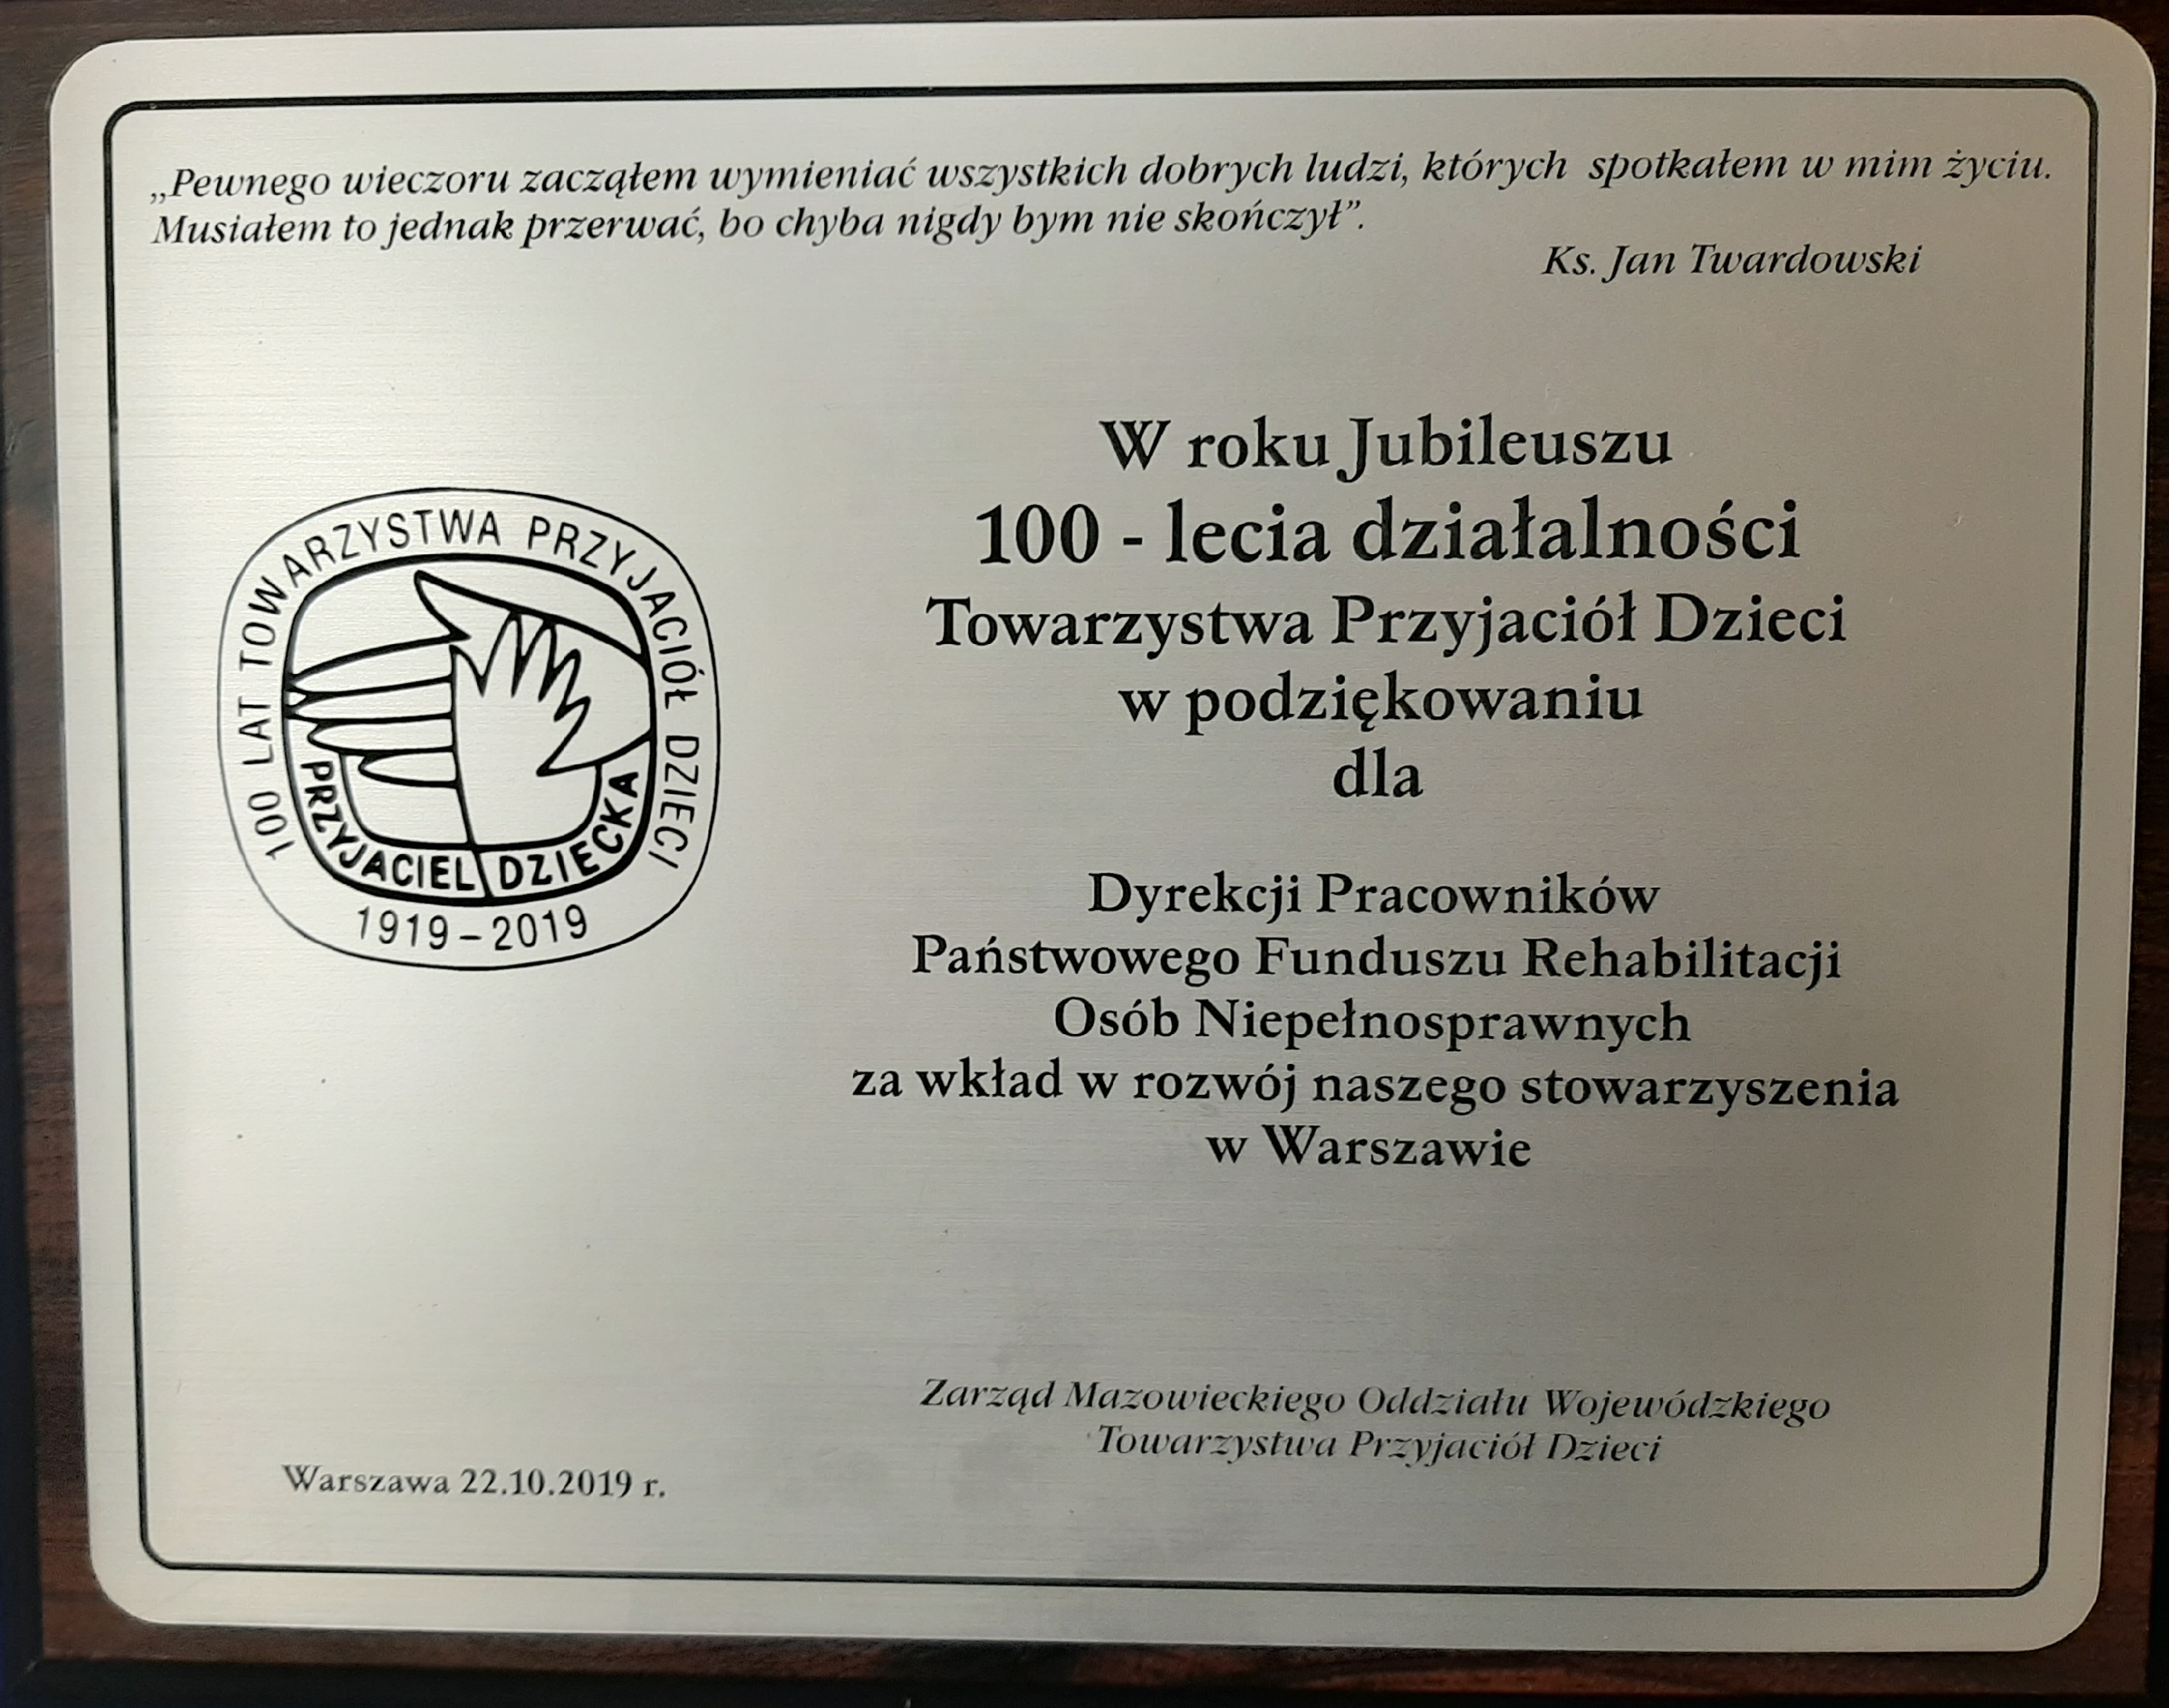 „Pewnego wieczoru zacząłem wymieniać wszystkich dobrych ludzi, których spotkałem w mim życiu.
Musiałem to jednak przerwać, bo chyba nigdy bym nie skończył”.
Ks. Jan Twardowski
100 LAT TOWARZYSTWA PRZYJACIÓŁ DZIECI
PRZYJACIEL DZIECKA
1919-2019
W roku Jubileuszu
100 - lecia działalności
Towarzystwa Przyjaciół Dzieci
w podziękowaniu
dla
Dyrekcji Pracowników
Państwowego Funduszu Rehabilitacji
Osób Niepełnosprawnych
za wkład w rozwój naszego stowarzyszenia
w Warszawie
Zarząd Mazowieckiego Oddziału Wojewódzkiego
Towarzystwa Przyjaciół Dzieci
Warszawa 22.10.2019 r.